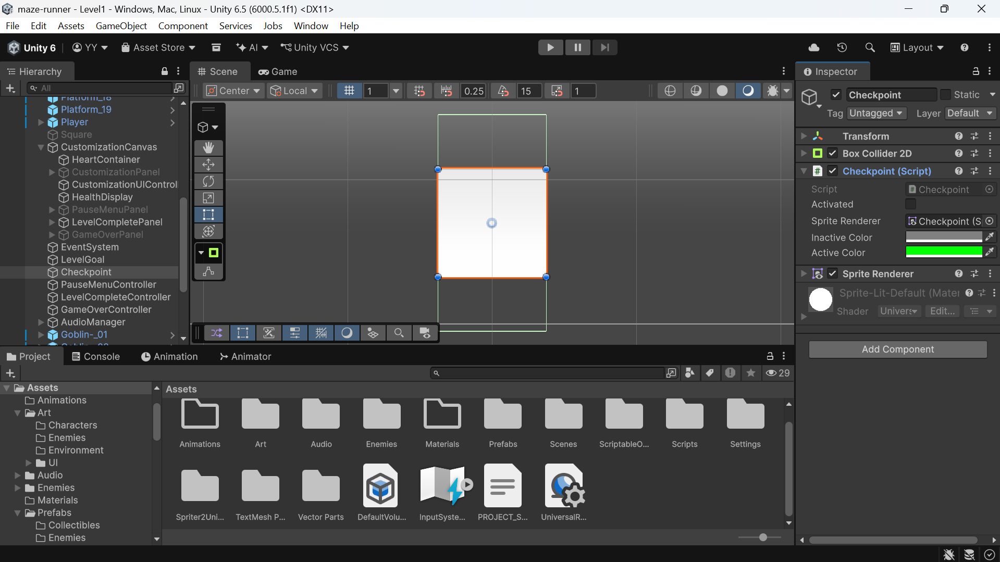 maze-runner - Level1 - Windows, Mac, Linux - Unity 6.5 (6000.5.1f1) <DX11>
File Edit Assets GameObject Component Services Jobs Window Help
Unity 6 YY Asset Store AI Unity VCS Layout
Hierarchy
All
Platform_18
Platform_19
Player
Square
CustomizationCanvas
HeartContainer
CustomizationPanel
CustomizationUIControl
HealthDisplay
PauseMenuPanel
LevelCompletePanel
GameOverPanel
EventSystem
LevelGoal
Checkpoint
PauseMenuController
LevelCompleteController
GameOverController
AudioManager
Goblin-_01
Scene Game
Center Local 1 0.25 15 1
Inspector
Checkpoint Static
Tag Untagged Layer Default
Transform
Box Collider 2D
# Checkpoint (Script)
Script # Checkpoint
Activated
Sprite Renderer Checkpoint (S
Inactive Color
Active Color
Sprite Renderer
Sprite-Lit-Default (Mater
Shader Univers Edit...
Add Component
Project Console Animation Animator
29
Assets
Animations
Art
Characters
Enemies
Environment
UI
Audio
Enemies
Materials
Prefabs
Collectibles
Enemies
Assets
Animations Art Audio Enemies Materials Prefabs Scenes ScriptableO... Scripts Settings
Spriter2Uni... TextMesh P... Vector Parts DefaultVolu... InputSyste... PROJECT_S... UniversalR...